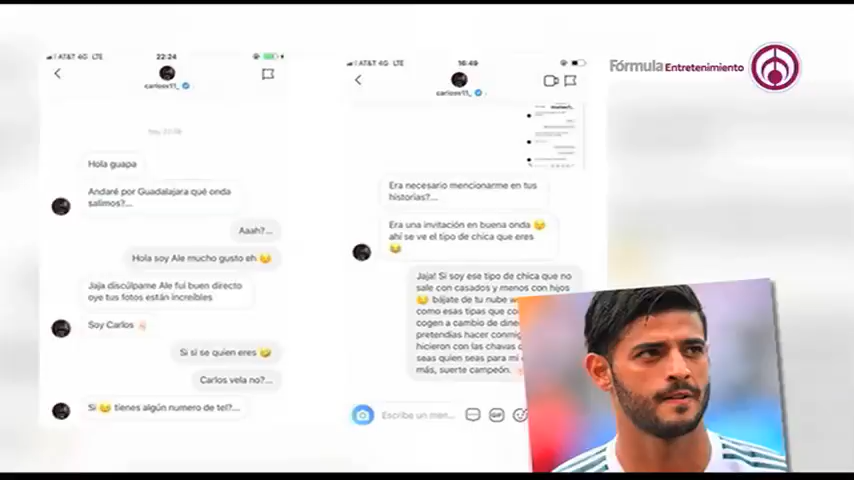 Fórmula Entretenimiento
AT&T 4G LTE
22:24
carlosv11_
Hola guapa
Andaré por Guadalajara qué onda
salimos?...
Aaah?...
Hola soy Ale mucho gusto eh
Jaja discúlpame Ale fui buen directo
oye tus fotos están increíbles
Soy Carlos
Si si se quien eres
Carlos vela no?...
Si tienes algún numero de tel?...
AT&T 4G LTE
16:49
carlosv11_
Era necesario mencionarme en tus
historias?...
Era una invitación en buena onda
ahí se ve el tipo de chica que eres
Jaja! Si soy ese tipo de chica que no
sale con casados y menos con hijos
bájate de tu nube
como esas tipas que
cogen a cambio de
pretendías hacer
hicieron con las chavas
seas quien seas para mí
más, suerte campeón.
Escribe un men...